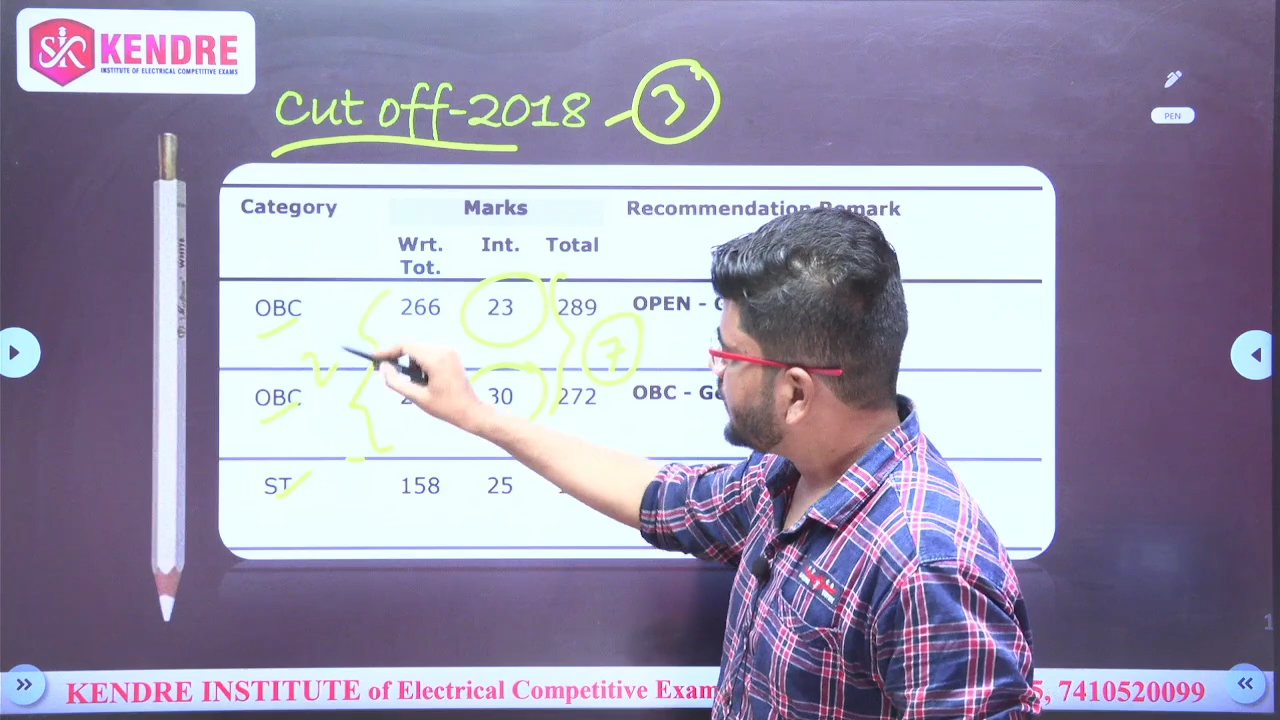 KENDRE
INSTITUTE OF ELECTRICAL COMPETITIVE EXAMS
Cut off-2018 - 3
PEN
Category Marks Recommendation Remark
Wrt. Tot. Int. Total
OBC 266 23 289 OPEN -
7
OBC 30 272 OBC -
ST 158 25
KENDRE INSTITUTE of Electrical Competitive Exam 5, 7410520099